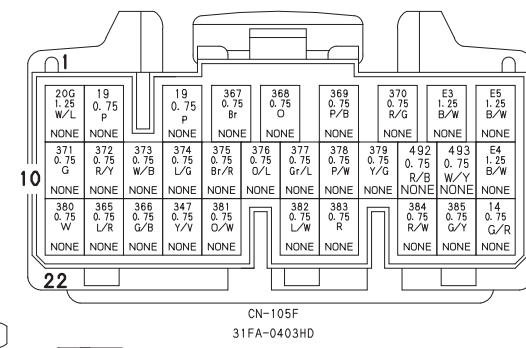 1
20G 19 19 367 368 369 370 E3 E5
1.25 0.75 0.75 0.75 0.75 0.75 0.75 1.25 1.25
W/L P P Br O P/B R/G B/W B/W
NONE NONE NONE NONE NONE NONE NONE NONE NONE
371 372 373 374 375 376 377 378 379 492 493 E4
0.75 0.75 0.75 0.75 0.75 0.75 0.75 0.75 0.75 0.75 0.75 1.25
G R/Y W/B L/G Br/R O/L Gr/L P/W Y/G R/B W/Y B/W
NONE NONE NONE NONE NONE NONE NONE NONE NONE NONE NONE NONE
10
380 365 366 347 381 382 383 384 385 14
0.75 0.75 0.75 0.75 0.75 0.75 0.75 0.75 0.75 0.75
W L/R G/B Y/V O/W L/W R R/W G/Y G/R
NONE NONE NONE NONE NONE NONE NONE NONE NONE NONE
22
CN-105F
31FA-0403HD